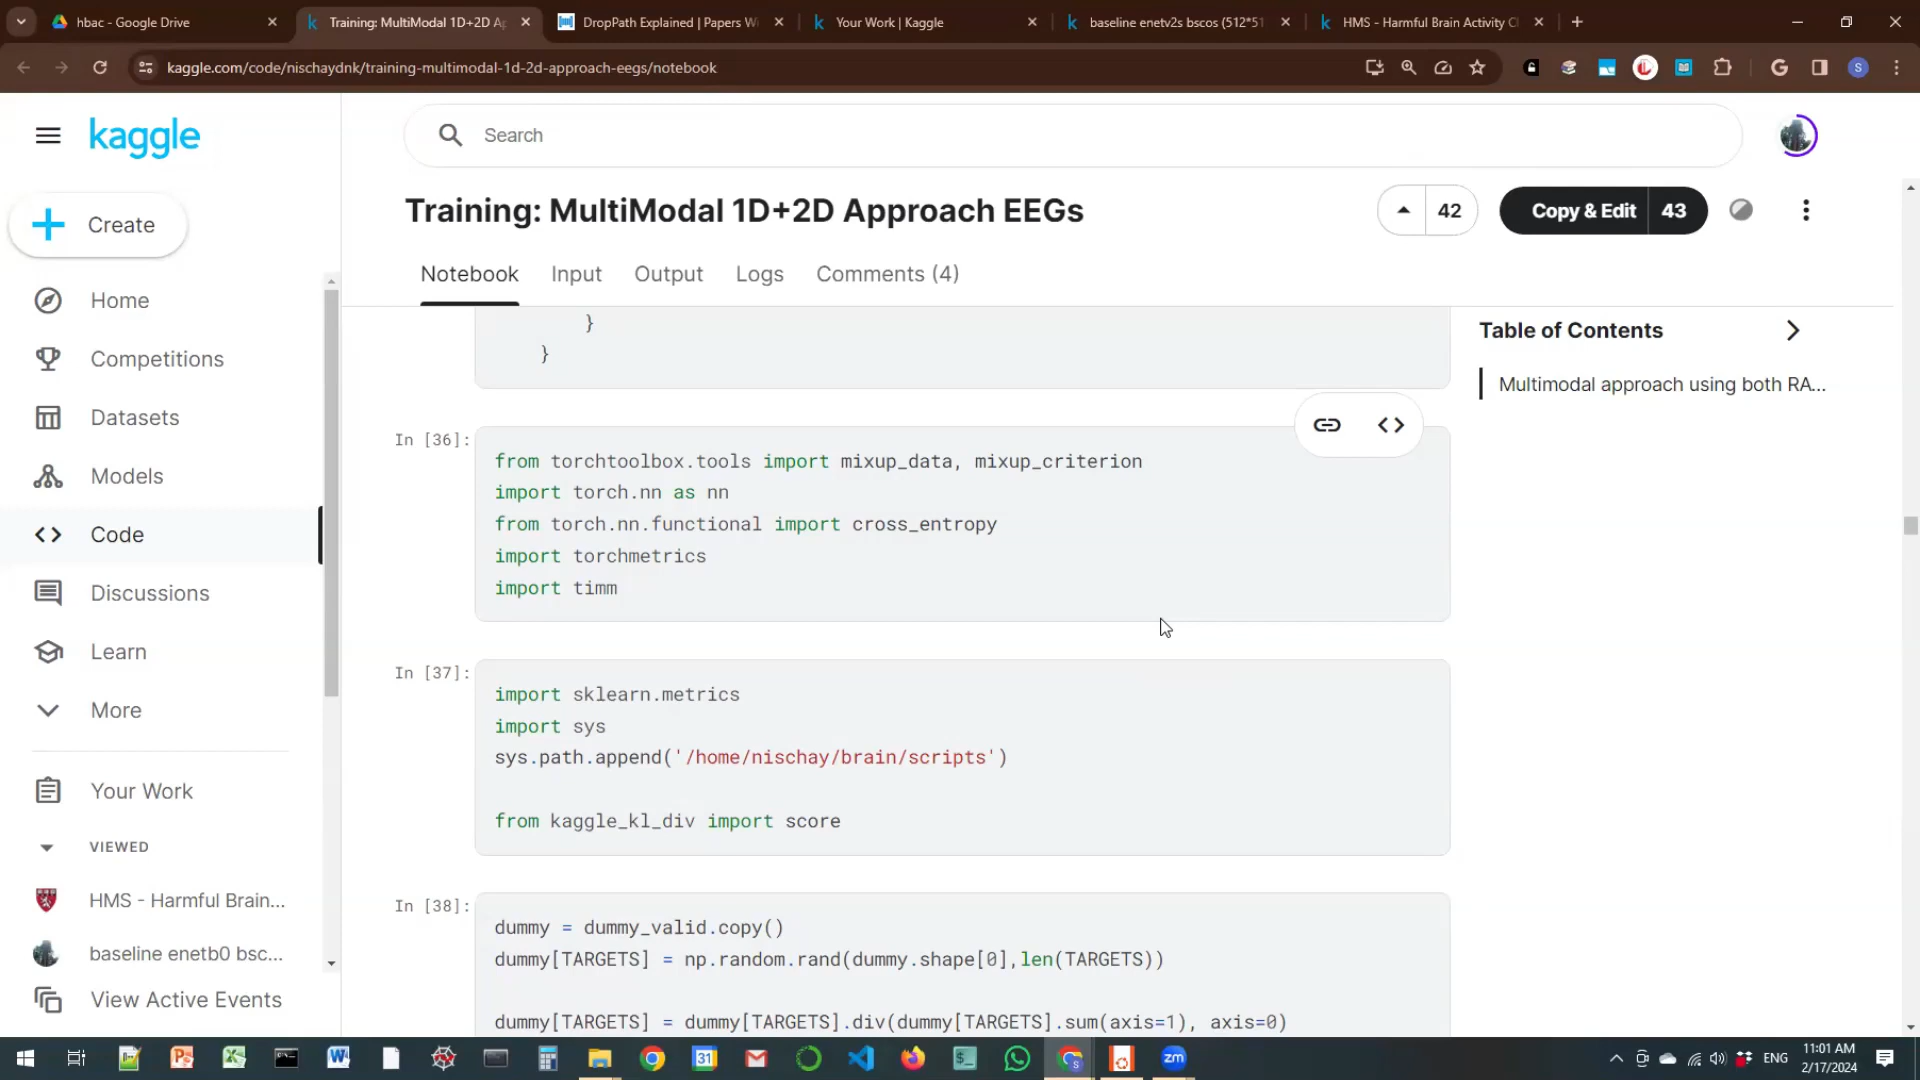 hbac - Google Drive
Training: MultiModal 1D+2D Ap
DropPath Explained | Papers Wi
Your Work | Kaggle
baseline enetv2s bscos (512*51
HMS - Harmful Brain Activity Cl
kaggle.com/code/nischaydnk/training-multimodal-1d-2d-approach-eegs/notebook
kaggle
Search
Create
Training: MultiModal 1D+2D Approach EEGs
42
Copy & Edit
43
Notebook
Input
Output
Logs
Comments (4)
Home
Competitions
Datasets
Models
Code
Discussions
Learn
More
Your Work
VIEWED
HMS - Harmful Brain...
baseline enetb0 bsc...
View Active Events
}
}
In [36]:
from torchtoolbox.tools import mixup_data, mixup_criterion
import torch.nn as nn
from torch.nn.functional import cross_entropy
import torchmetrics
import timm
In [37]:
import sklearn.metrics
import sys
sys.path.append('/home/nischay/brain/scripts')
from kaggle_kl_div import score
In [38]:
dummy = dummy_valid.copy()
dummy[TARGETS] = np.random.rand(dummy.shape[0],len(TARGETS))
dummy[TARGETS] = dummy[TARGETS].div(dummy[TARGETS].sum(axis=1), axis=0)
Table of Contents
Multimodal approach using both RA...
ENG
11:01 AM
2/17/2024